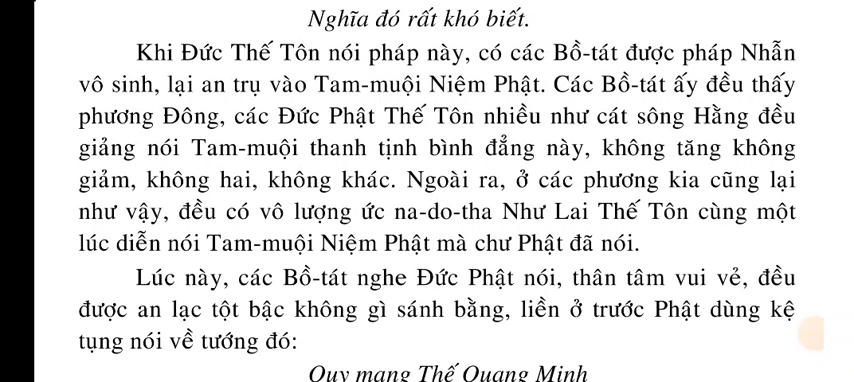 Nghĩa đó rất khó biết.
Khi Đức Thế Tôn nói pháp này, có các Bồ-tát được pháp Nhẫn
vô sinh, lại an trụ vào Tam-muội Niệm Phật. Các Bồ-tát ấy đều thấy
phương Đông, các Đức Phật Thế Tôn nhiều như cát sông Hằng đều
giảng nói Tam-muội thanh tịnh bình đẳng này, không tăng không
giảm, không hai, không khác. Ngoài ra, ở các phương kia cũng lại
như vậy, đều có vô lượng ức na-do-tha Như Lai Thế Tôn cùng một
lúc diễn nói Tam-muội Niệm Phật mà chư Phật đã nói.
Lúc này, các Bồ-tát nghe Đức Phật nói, thân tâm vui vẻ, đều
được an lạc tột bậc không gì sánh bằng, liền ở trước Phật dùng kệ
tụng nói về tướng đó:
Quy mạng Thế Quang Minh